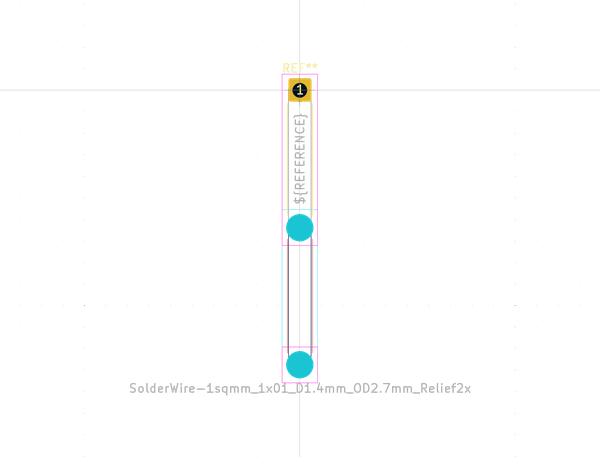 REF**
1
${REFERENCE}
SolderWire-1sqmm_1x01_D1.4mm_OD2.7mm_Relief2x